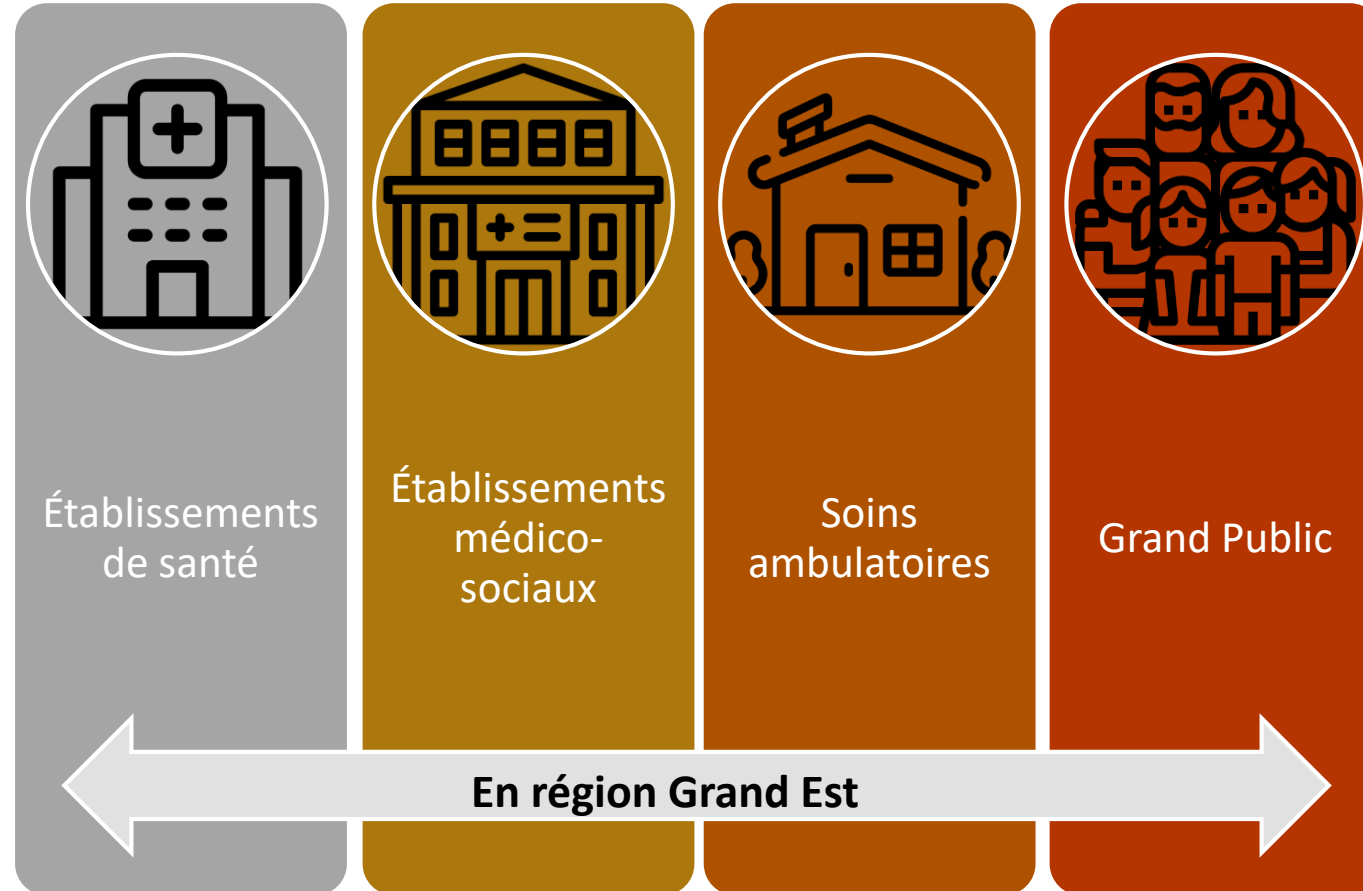 Établissements
de santé
Établissements
médico-
sociaux
Soins
ambulatoires
Grand Public
En région Grand Est